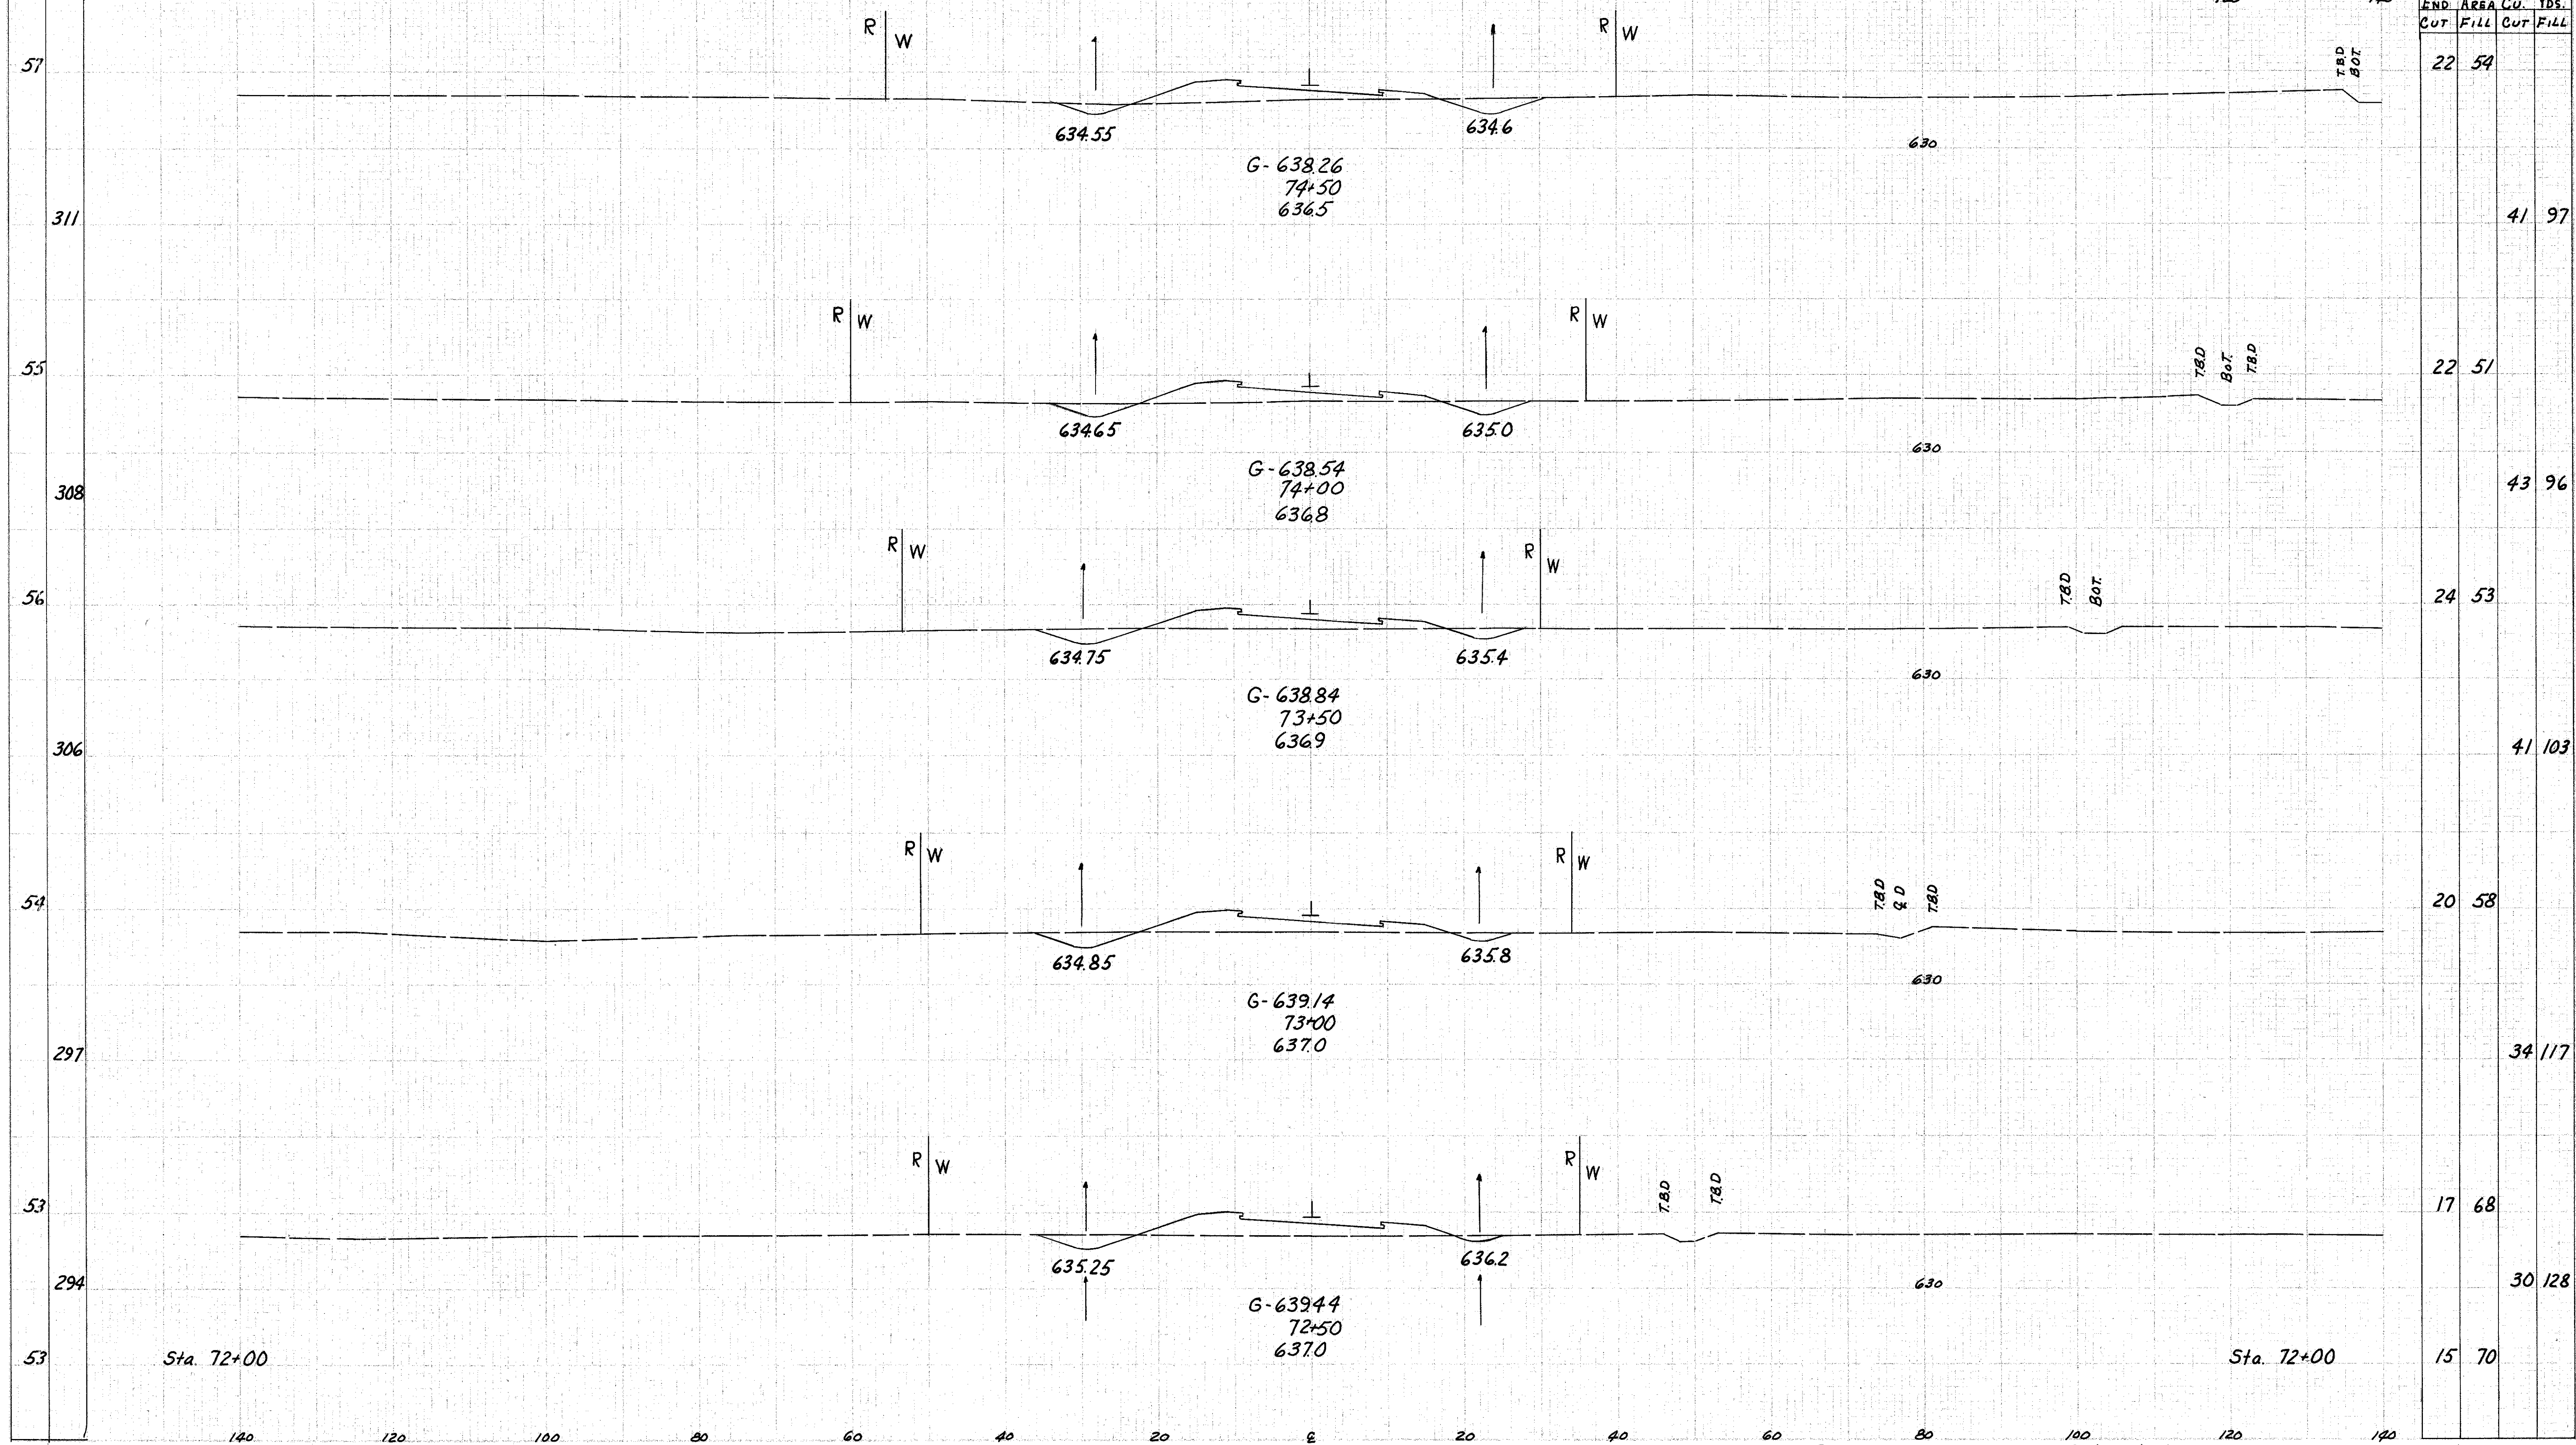 END AREA CU. YDS.
CUT FILL CUT FILL
R W R W
57 T.B.D BOT. 22 54
634.55 634.6
630
G-638.26
74+50
636.5
311 41 97
R W R W
55 T.B.D BOT. T.B.D 22 51
634.65 635.0
630
G-638.54
74+00
636.8
308 43 96
R W R W
56 T.B.D BOT. 24 53
634.75 635.4
630
G-638.84
73+50
636.9
306 41 103
R W R W
54 T.B.D ℄ D T.B.D 20 58
634.85 635.8
630
G-639.14
73+00
637.0
297 34 117
R W R W
53 T.B.D T.B.D 17 68
635.25 636.2
294 630 30 128
G-639.44
72+50
637.0
53 Sta. 72+00 Sta. 72+00 15 70
140 120 100 80 60 40 20 ℄ 20 40 60 80 100 120 140